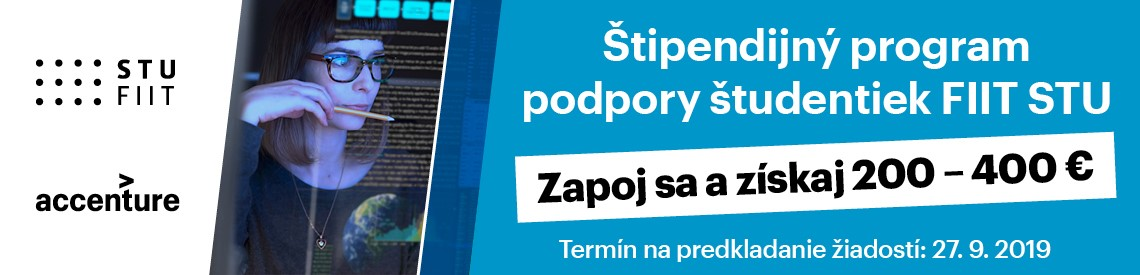 STU
FIIT
accenture
Štipendijný program
podpory študentiek FIIT STU
Zapoj sa a získaj 200 – 400 €
Termín na predkladanie žiadostí: 27. 9. 2019